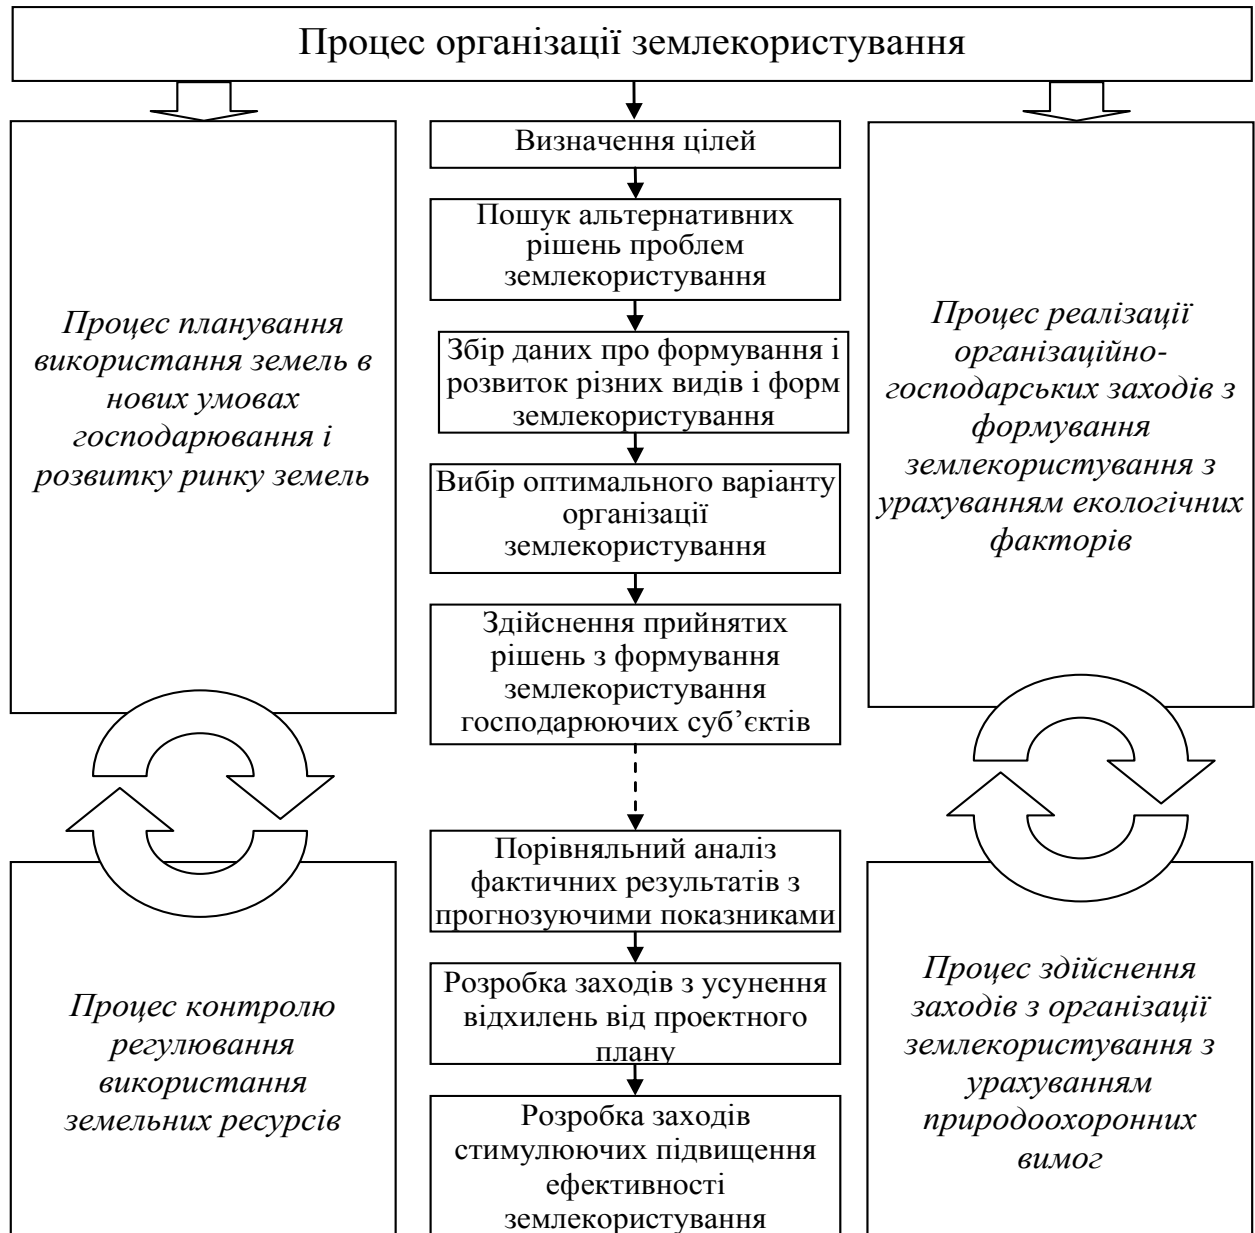 Процес організації землекористування
Процес планування
використання земель в
нових умовах
господарювання і
розвитку ринку земель
Процес контролю
регулювання
використання
земельних ресурсів
Визначення цілей
Пошук альтернативних
рішень проблем
землекористування
Збір даних про формування і
розвиток різних видів і форм
землекористування
Вибір оптимального варіанту
організації
землекористування
Здійснення прийнятих
рішень з формування
землекористування
господарюючих суб’єктів
Порівняльний аналіз
фактичних результатів з
прогнозуючими показниками
Розробка заходів з усунення
відхилень від проектного
плану
Розробка заходів
стимулюючих підвищення
ефективності
землекористування
Процес реалізації
організаційно-
господарських заходів з
формування
землекористування з
урахуванням екологічних
факторів
Процес здійснення
заходів з організації
землекористування з
урахуванням
природоохоронних
вимог